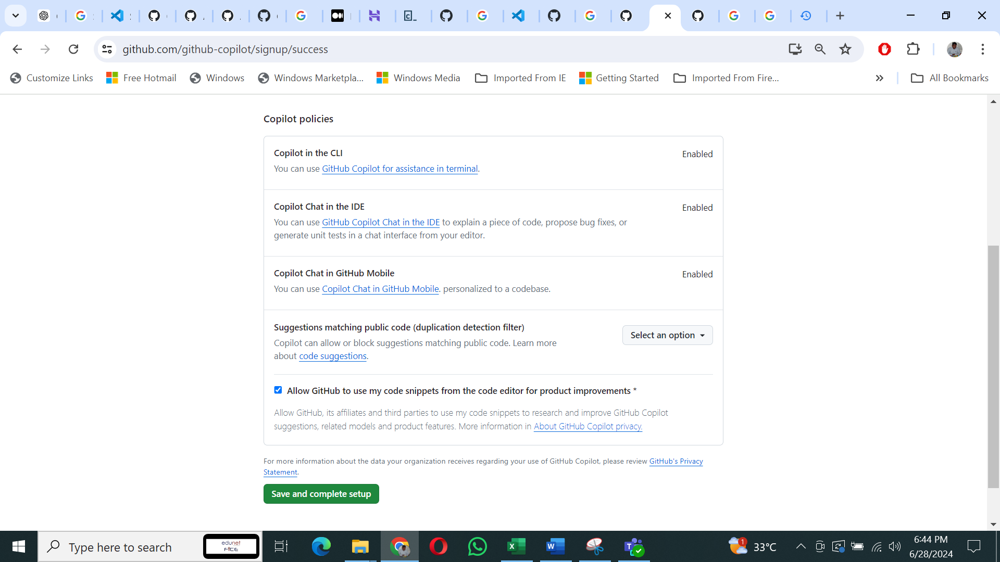 github.com/github-copilot/signup/success
Customize Links
Free Hotmail
Windows
Windows Marketpla...
Windows Media
Imported From IE
Getting Started
Imported From Fire...
All Bookmarks
Copilot policies
Copilot in the CLI
Enabled
You can use GitHub Copilot for assistance in terminal.
Copilot Chat in the IDE
Enabled
You can use GitHub Copilot Chat in the IDE to explain a piece of code, propose bug fixes, or
generate unit tests in a chat interface from your editor.
Copilot Chat in GitHub Mobile
Enabled
You can use Copilot Chat in GitHub Mobile. personalized to a codebase.
Suggestions matching public code (duplication detection filter)
Select an option
Copilot can allow or block suggestions matching public code. Learn more
about code suggestions.
Allow GitHub to use my code snippets from the code editor for product improvements *
Allow GitHub, its affiliates and third parties to use my code snippets to research and improve GitHub Copilot
suggestions, related models and product features. More information in About GitHub Copilot privacy.
For more information about the data your organization receives regarding your use of GitHub Copilot, please review GitHub's Privacy
Statement.
Save and complete setup
Type here to search
edunet
FICE
1
33°C
6:44 PM
6/28/2024